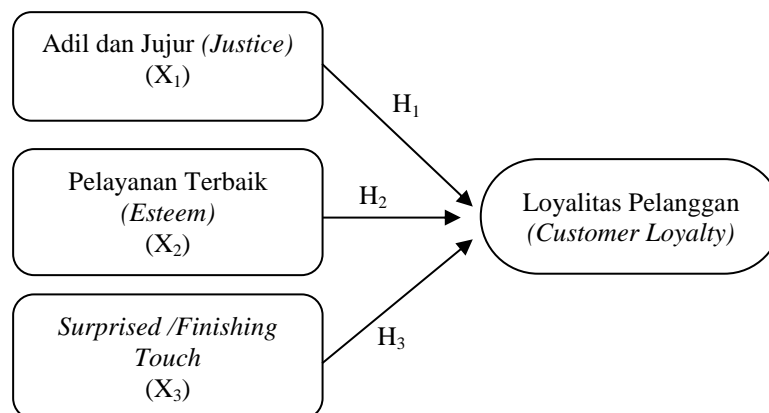 Adil dan Jujur (Justice)
(X₁)
H₁
Pelayanan Terbaik
(Esteem)
(X₂)
H₂
Loyalitas Pelanggan
(Customer Loyalty)
Surprised /Finishing
Touch
(X₃)
H₃